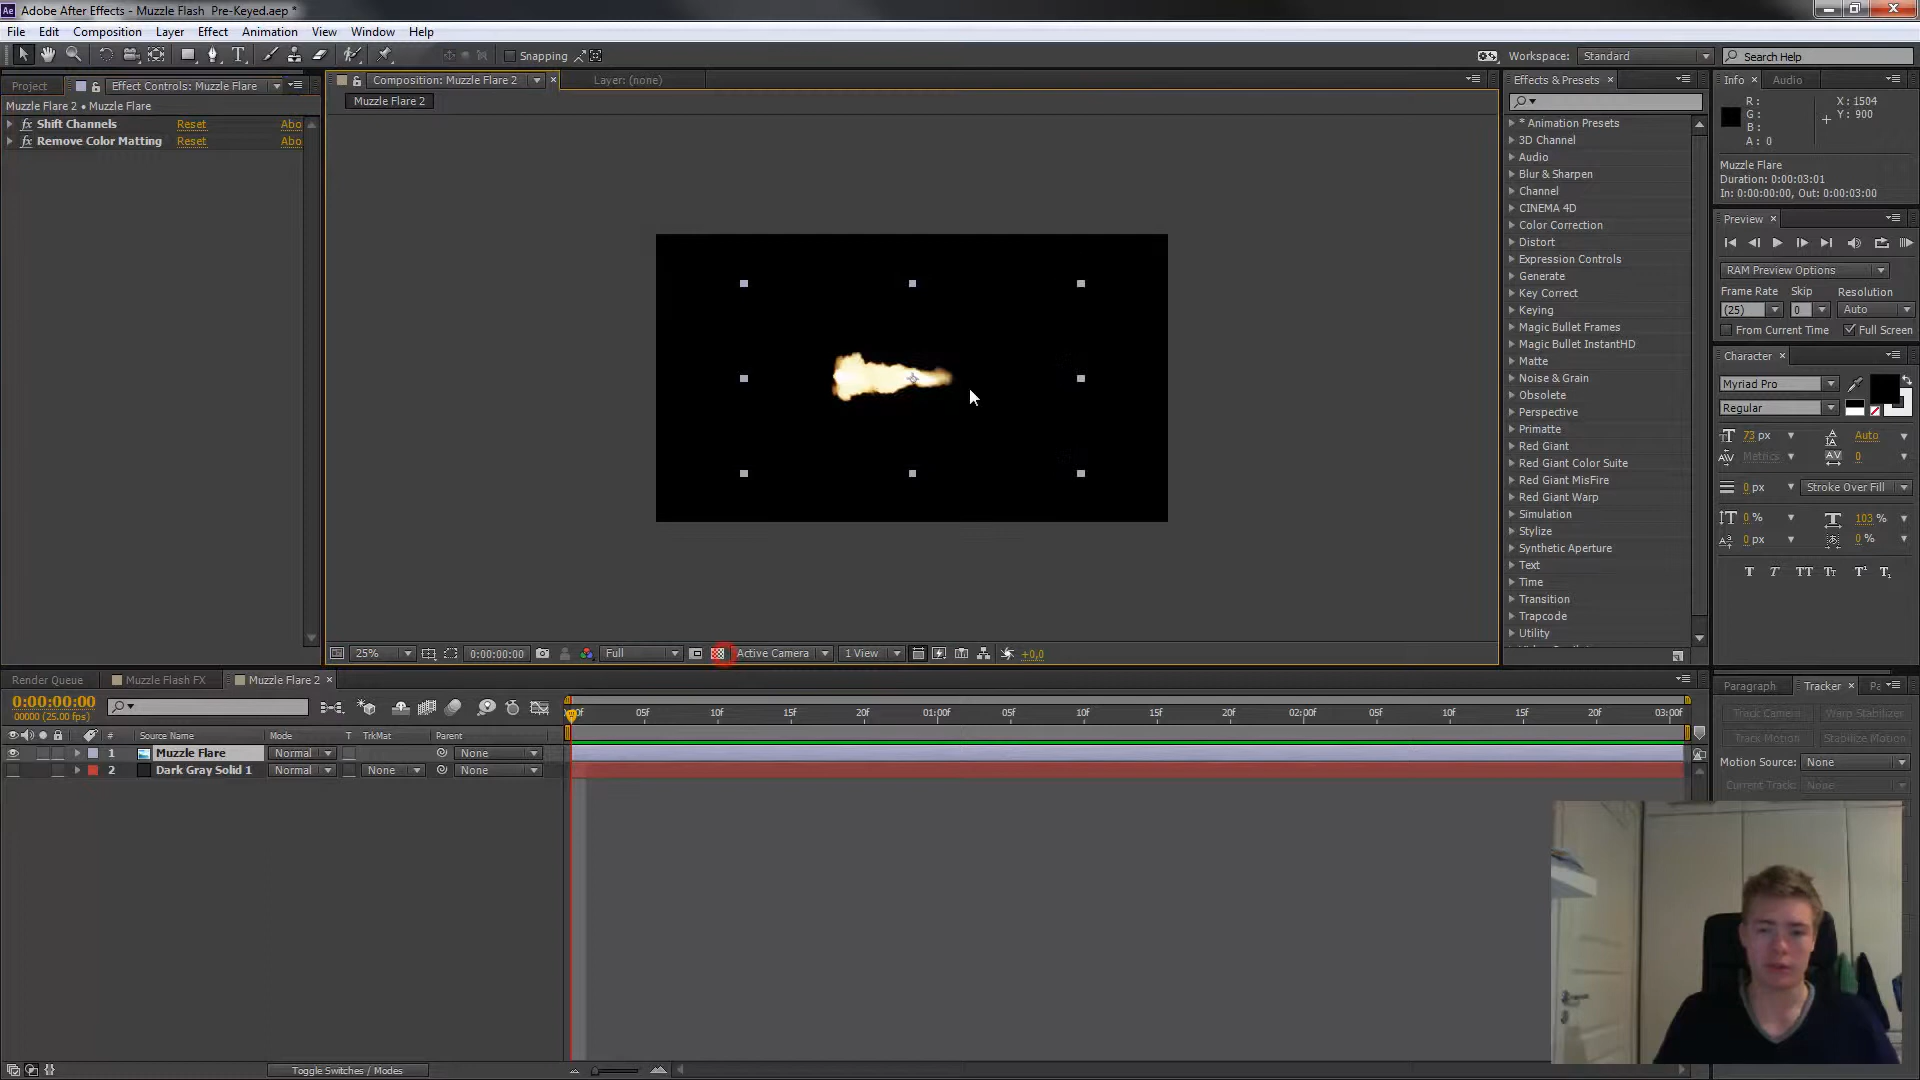 Adobe After Effects - Muzzle Flash Pre-Keyed.aep *
File Edit Composition Layer Effect Animation View Window Help
Snapping
Workspace: Standard
Search Help
Project
Effect Controls: Muzzle Flare
Muzzle Flare 2 • Muzzle Flare
fx Shift Channels Reset Abo
fx Remove Color Matting Reset Abo
Composition: Muzzle Flare 2
Layer: (none)
Muzzle Flare 2
25%
0:00:00:00
Full
Active Camera
1 View
+0,0
Effects & Presets
* Animation Presets
3D Channel
Audio
Blur & Sharpen
Channel
CINEMA 4D
Color Correction
Distort
Expression Controls
Generate
Key Correct
Keying
Magic Bullet Frames
Magic Bullet InstantHD
Matte
Noise & Grain
Obsolete
Perspective
Primatte
Red Giant
Red Giant Color Suite
Red Giant MisFire
Red Giant Warp
Simulation
Stylize
Synthetic Aperture
Text
Time
Transition
Trapcode
Utility
Info Audio
R: X: 1504
G: Y: 900
B:
A: 0
Muzzle Flare
Duration: 0:00:03:01
In: 0:00:00:00, Out: 0:00:03:00
Preview
RAM Preview Options
Frame Rate Skip Resolution
(25) 0 Auto
From Current Time Full Screen
Character
Myriad Pro
Regular
73 px Auto
Metrics 0
0 px Stroke Over Fill
0 % 103 %
0 px 0 %
Paragraph Tracker Pa
Track Camera Warp Stabilizer
Track Motion Stabilize Motion
Motion Source: None
Current Track: None
Render Queue Muzzle Flash FX Muzzle Flare 2
0:00:00:00
00000 (25.00 fps)
# Source Name Mode T TrkMat Parent
1 Muzzle Flare Normal None
2 Dark Gray Solid 1 Normal None None
05f 10f 15f 20f 01:00f 05f 10f 15f 20f 02:00f 05f 10f 15f 20f 03:00f
Toggle Switches / Modes